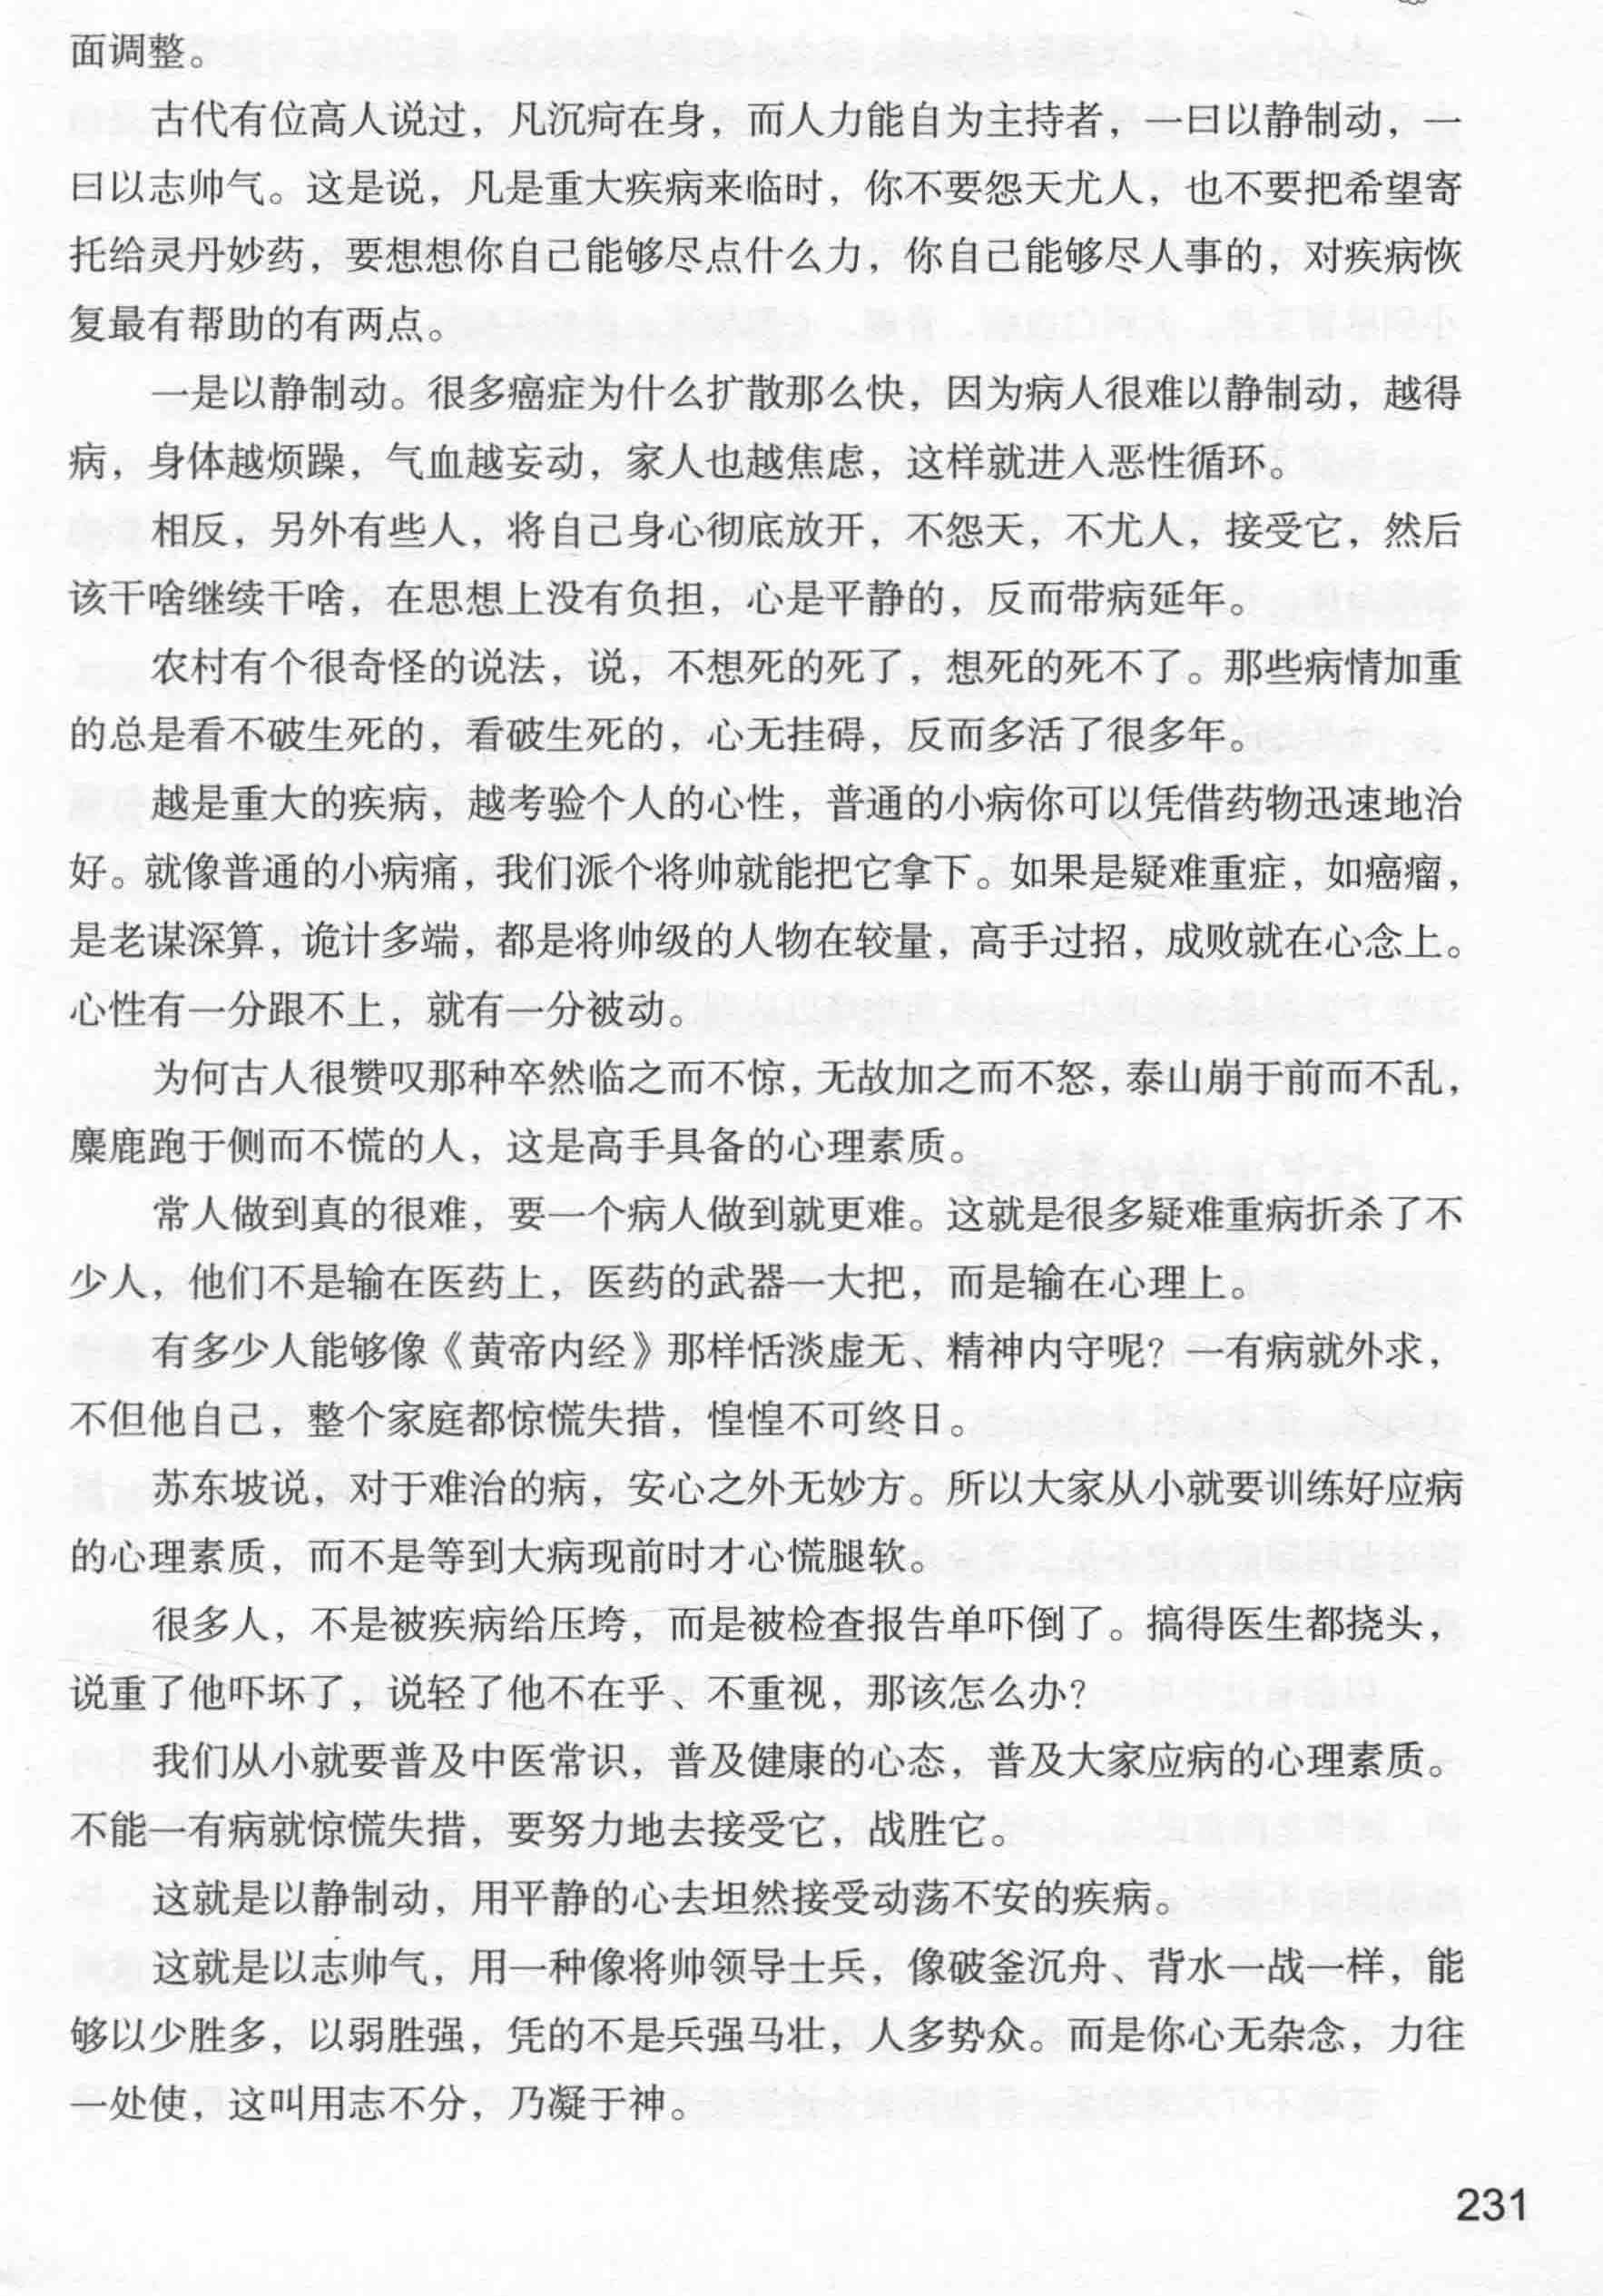 面调整。
古代有位高人说过，凡沉疴在身，而人力能自为主持者，一曰以静制动，一
曰以志帅气。这是说，凡是重大疾病来临时，你不要怨天尤人，也不要把希望寄
托给灵丹妙药，要想想你自己能够尽点什么力，你自己能够尽人事的，对疾病恢
复最有帮助的有两点。
一是以静制动。很多癌症为什么扩散那么快，因为病人很难以静制动，越得
病，身体越烦躁，气血越妄动，家人也越焦虑，这样就进入恶性循环。
相反，另外有些人，将自己身心彻底放开，不怨天，不尤人，接受它，然后
该干啥继续干啥，在思想上没有负担，心是平静的，反而带病延年。
农村有个很奇怪的说法，说，不想死的死了，想死的死不了。那些病情加重
的总是看不破生死的，看破生死的，心无挂碍，反而多活了很多年。
越是重大的疾病，越考验个人的心性，普通的小病你可以凭借药物迅速地治
好。就像普通的小病痛，我们派个将帅就能把它拿下。如果是疑难重症，如癌瘤，
是老谋深算，诡计多端，都是将帅级的人物在较量，高手过招，成败就在心念上。
心性有一分跟不上，就有一分被动。
为何古人很赞叹那种卒然临之而不惊，无故加之而不怒，泰山崩于前而不乱，
麋鹿跑于侧而不慌的人，这是高手具备的心理素质。
常人做到真的很难，要一个病人做到就更难。这就是很多疑难重病折杀了不
少人，他们不是输在医药上，医药的武器一大把，而是输在心理上。
有多少人能够像《黄帝内经》那样恬淡虚无、精神内守呢？一有病就外求，
不但他自己，整个家庭都惊慌失措，惶惶不可终日。
苏东坡说，对于难治的病，安心之外无妙方。所以大家从小就要训练好应病
的心理素质，而不是等到大病现前时才心慌腿软。
很多人，不是被疾病给压垮，而是被检查报告单吓倒了。搞得医生都挠头，
说重了他吓坏了，说轻了他不在乎、不重视，那该怎么办？
我们从小就要普及中医常识，普及健康的心态，普及大家应病的心理素质。
不能一有病就惊慌失措，要努力地去接受它，战胜它。
这就是以静制动，用平静的心去坦然接受动荡不安的疾病。
这就是以志帅气，用一种像将帅领导士兵，像破釜沉舟、背水一战一样，能
够以少胜多，以弱胜强，凭的不是兵强马壮，人多势众。而是你心无杂念，力往
一处使，这叫用志不分，乃凝于神。
231